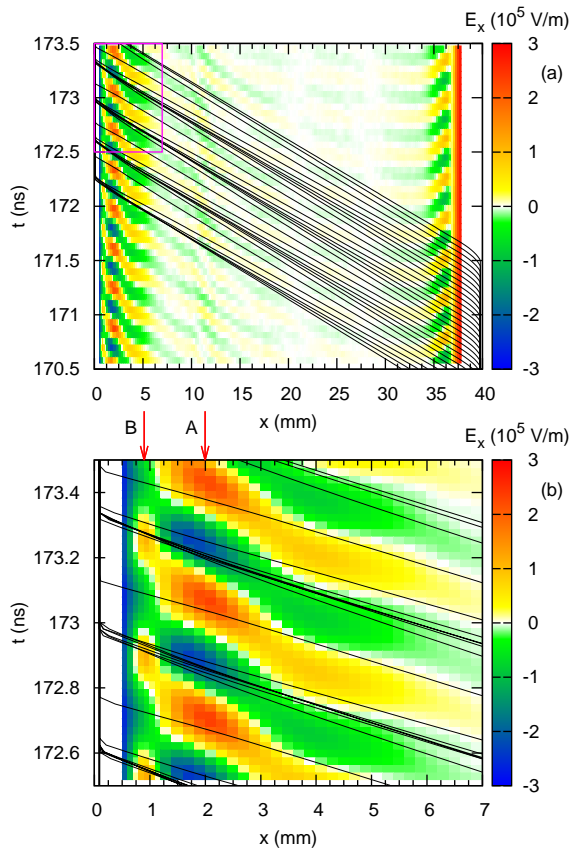 E_x (10^5 V/m)
173.5
173
172.5
172
171.5
171
170.5
t (ns)
0 5 10 15 20 25 30 35 40
x (mm)
(a)
3
2
1
0
-1
-2
-3
B A
E_x (10^5 V/m)
173.4
173.2
173
172.8
172.6
t (ns)
0 1 2 3 4 5 6 7
x (mm)
(b)
3
2
1
0
-1
-2
-3